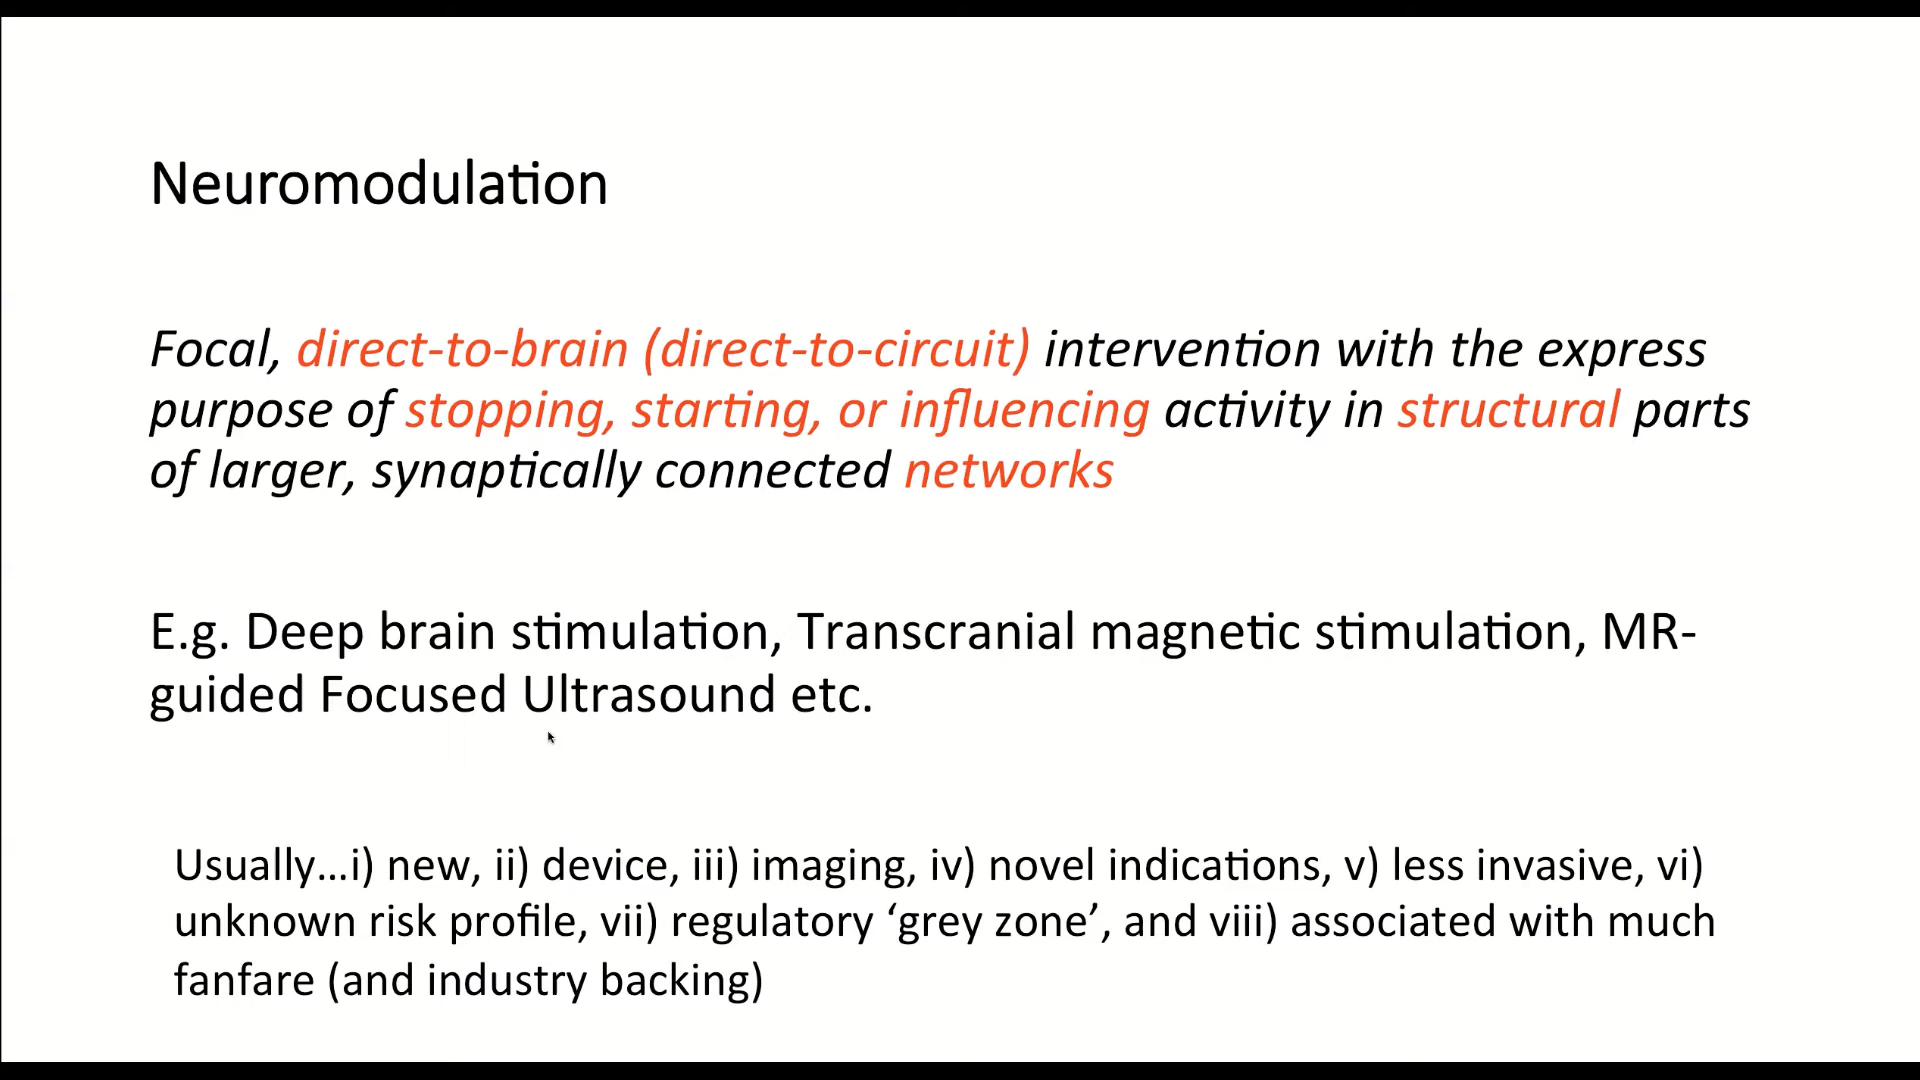 Neuromodulation
Focal, direct-to-brain (direct-to-circuit) intervention with the express
purpose of stopping, starting, or influencing activity in structural parts
of larger, synaptically connected networks
E.g. Deep brain stimulation, Transcranial magnetic stimulation, MR-
guided Focused Ultrasound etc.
Usually…i) new, ii) device, iii) imaging, iv) novel indications, v) less invasive, vi)
unknown risk profile, vii) regulatory ‘grey zone’, and viii) associated with much
fanfare (and industry backing)